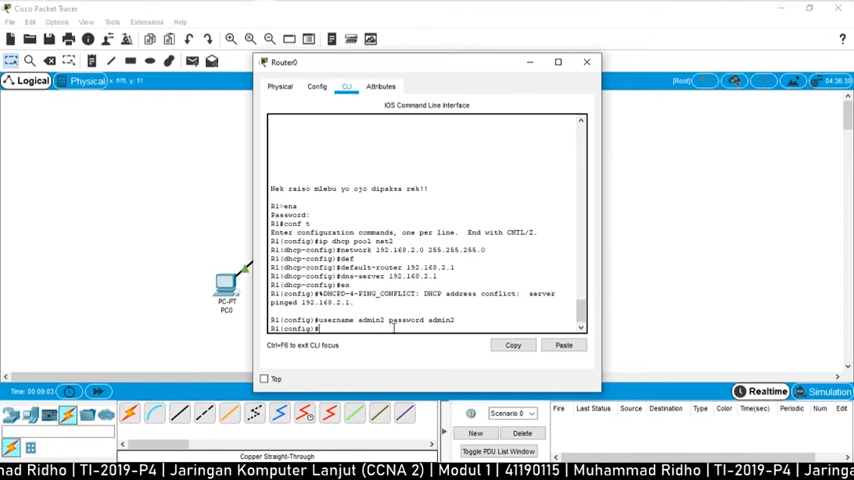 Cisco Packet Tracer
File Edit Options View Tools Extensions Window Help
Logical
Physical x: 676, y: 51
[Root]
04:36:30
Router0
Physical Config CLI Attributes
IOS Command Line Interface
Nek raiso mlebu yo ojo dipaksa rek!!
R1>ena
Password:
R1#conf t
Enter configuration commands, one per line. End with CNTL/Z.
R1(config)#ip dhcp pool net2
R1(dhcp-config)#network 192.168.2.0 255.255.255.0
R1(dhcp-config)#def
R1(dhcp-config)#default-router 192.168.2.1
R1(dhcp-config)#dns-server 192.168.2.1
R1(dhcp-config)#ex
R1(config)#%DHCPD-4-PING_CONFLICT: DHCP address conflict: server
pinged 192.168.2.1.
R1(config)#username admin2 password admin2
R1(config)#
Ctrl+F6 to exit CLI focus
Copy
Paste
Top
PC-PT
PC0
Time: 00:09:03
Realtime
Simulation
Scenario 0
New
Delete
Toggle PDU List Window
Fire Last Status Source Destination Type Color Time(sec) Periodic Num Edit
Copper Straight-Through
mad Ridho | TI-2019-P4 | Jaringan Komputer Lanjut (CCNA 2) | Modul 1 | 41190115 | Muhammad Ridho | TI-2019-P4 | Jaringa